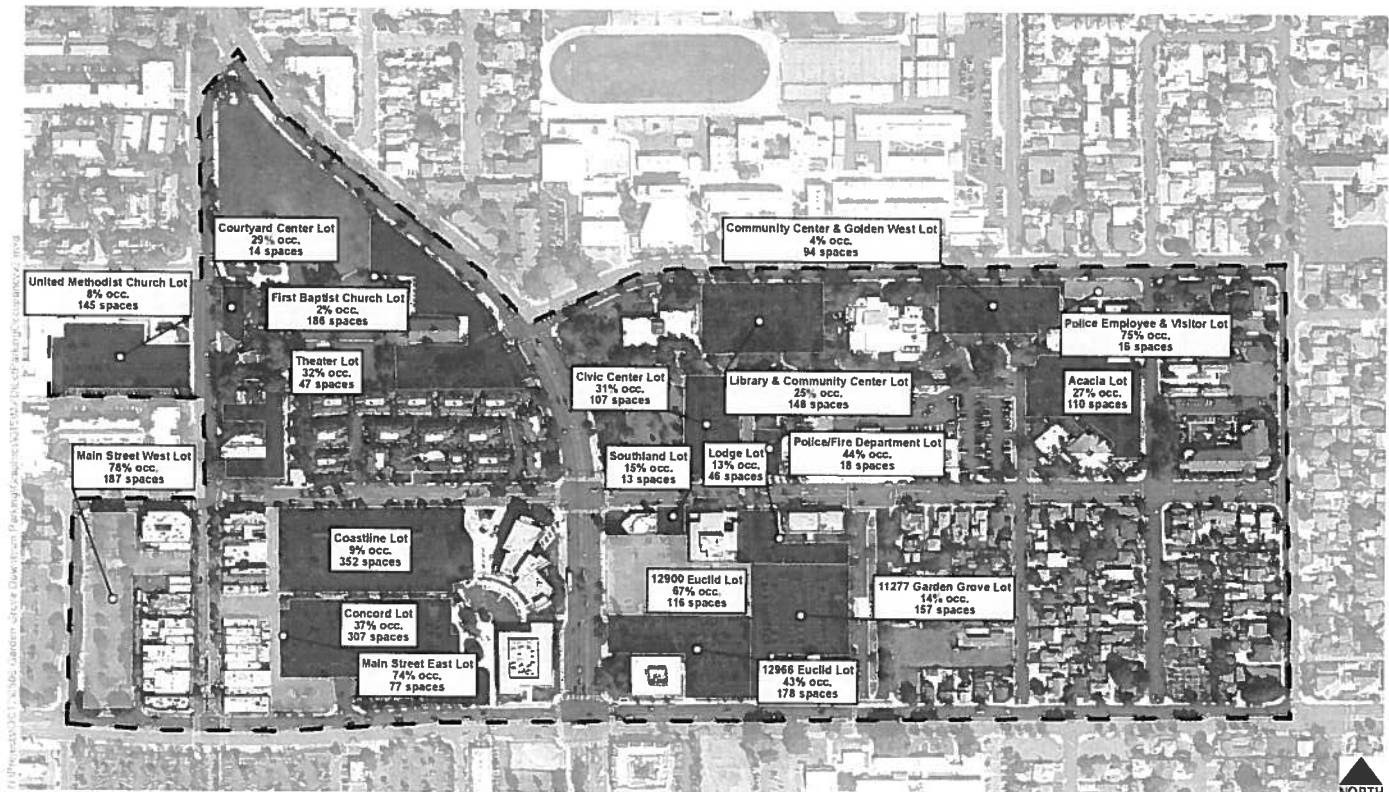 Courtyard Center Lot
29% occ.
14 spaces
Community Center & Golden West Lot
4% occ.
94 spaces
United Methodist Church Lot
8% occ.
145 spaces
First Baptist Church Lot
2% occ.
186 spaces
Police Employee & Visitor Lot
75% occ.
16 spaces
Theater Lot
32% occ.
47 spaces
Civic Center Lot
31% occ.
107 spaces
Library & Community Center Lot
25% occ.
148 spaces
Acacia Lot
27% occ.
110 spaces
Main Street West Lot
78% occ.
187 spaces
Southland Lot
15% occ.
13 spaces
Lodge Lot
13% occ.
46 spaces
Police/Fire Department Lot
44% occ.
18 spaces
Coastline Lot
9% occ.
352 spaces
12900 Euclid Lot
67% occ.
116 spaces
11277 Garden Grove Lot
14% occ.
157 spaces
Concord Lot
37% occ.
307 spaces
Main Street East Lot
74% occ.
77 spaces
12966 Euclid Lot
43% occ.
178 spaces
NORTH